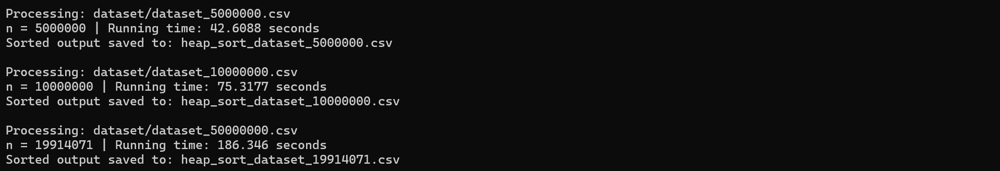 Processing: dataset/dataset_5000000.csv
n = 5000000 | Running time: 42.6088 seconds
Sorted output saved to: heap_sort_dataset_5000000.csv
Processing: dataset/dataset_10000000.csv
n = 10000000 | Running time: 75.3177 seconds
Sorted output saved to: heap_sort_dataset_10000000.csv
Processing: dataset/dataset_50000000.csv
n = 19914071 | Running time: 186.346 seconds
Sorted output saved to: heap_sort_dataset_19914071.csv